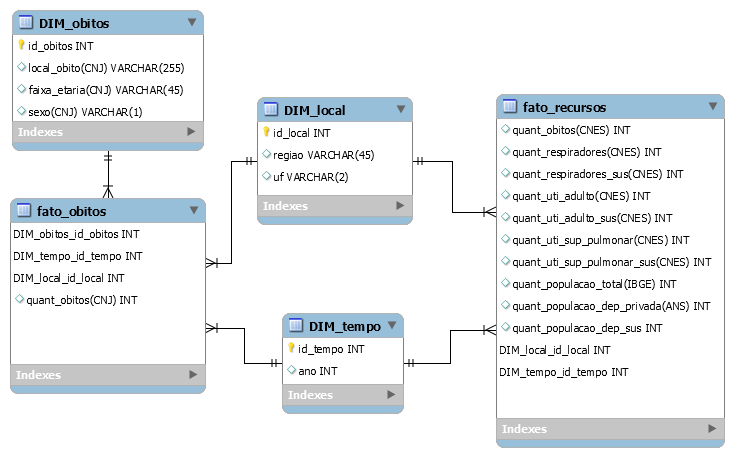 DIM_obitos
id_obitos INT
local_obito(CNJ) VARCHAR(255)
faixa_etaria(CNJ) VARCHAR(45)
sexo(CNJ) VARCHAR(1)
Indexes
fato_obitos
DIM_obitos_id_obitos INT
DIM_tempo_id_tempo INT
DIM_local_id_local INT
quant_obitos(CNJ) INT
Indexes
DIM_local
id_local INT
regiao VARCHAR(45)
uf VARCHAR(2)
Indexes
DIM_tempo
id_tempo INT
ano INT
Indexes
fato_recursos
quant_obitos(CNES) INT
quant_respiradores(CNES) INT
quant_respiradores_sus(CNES) INT
quant_uti_adulto(CNES) INT
quant_uti_adulto_sus(CNES) INT
quant_uti_sup_pulmonar(CNES) INT
quant_uti_sup_pulmonar_sus(CNES) INT
quant_populacao_total(IBGE) INT
quant_populacao_dep_privada(ANS) INT
quant_populacao_dep_sus INT
DIM_local_id_local INT
DIM_tempo_id_tempo INT
Indexes